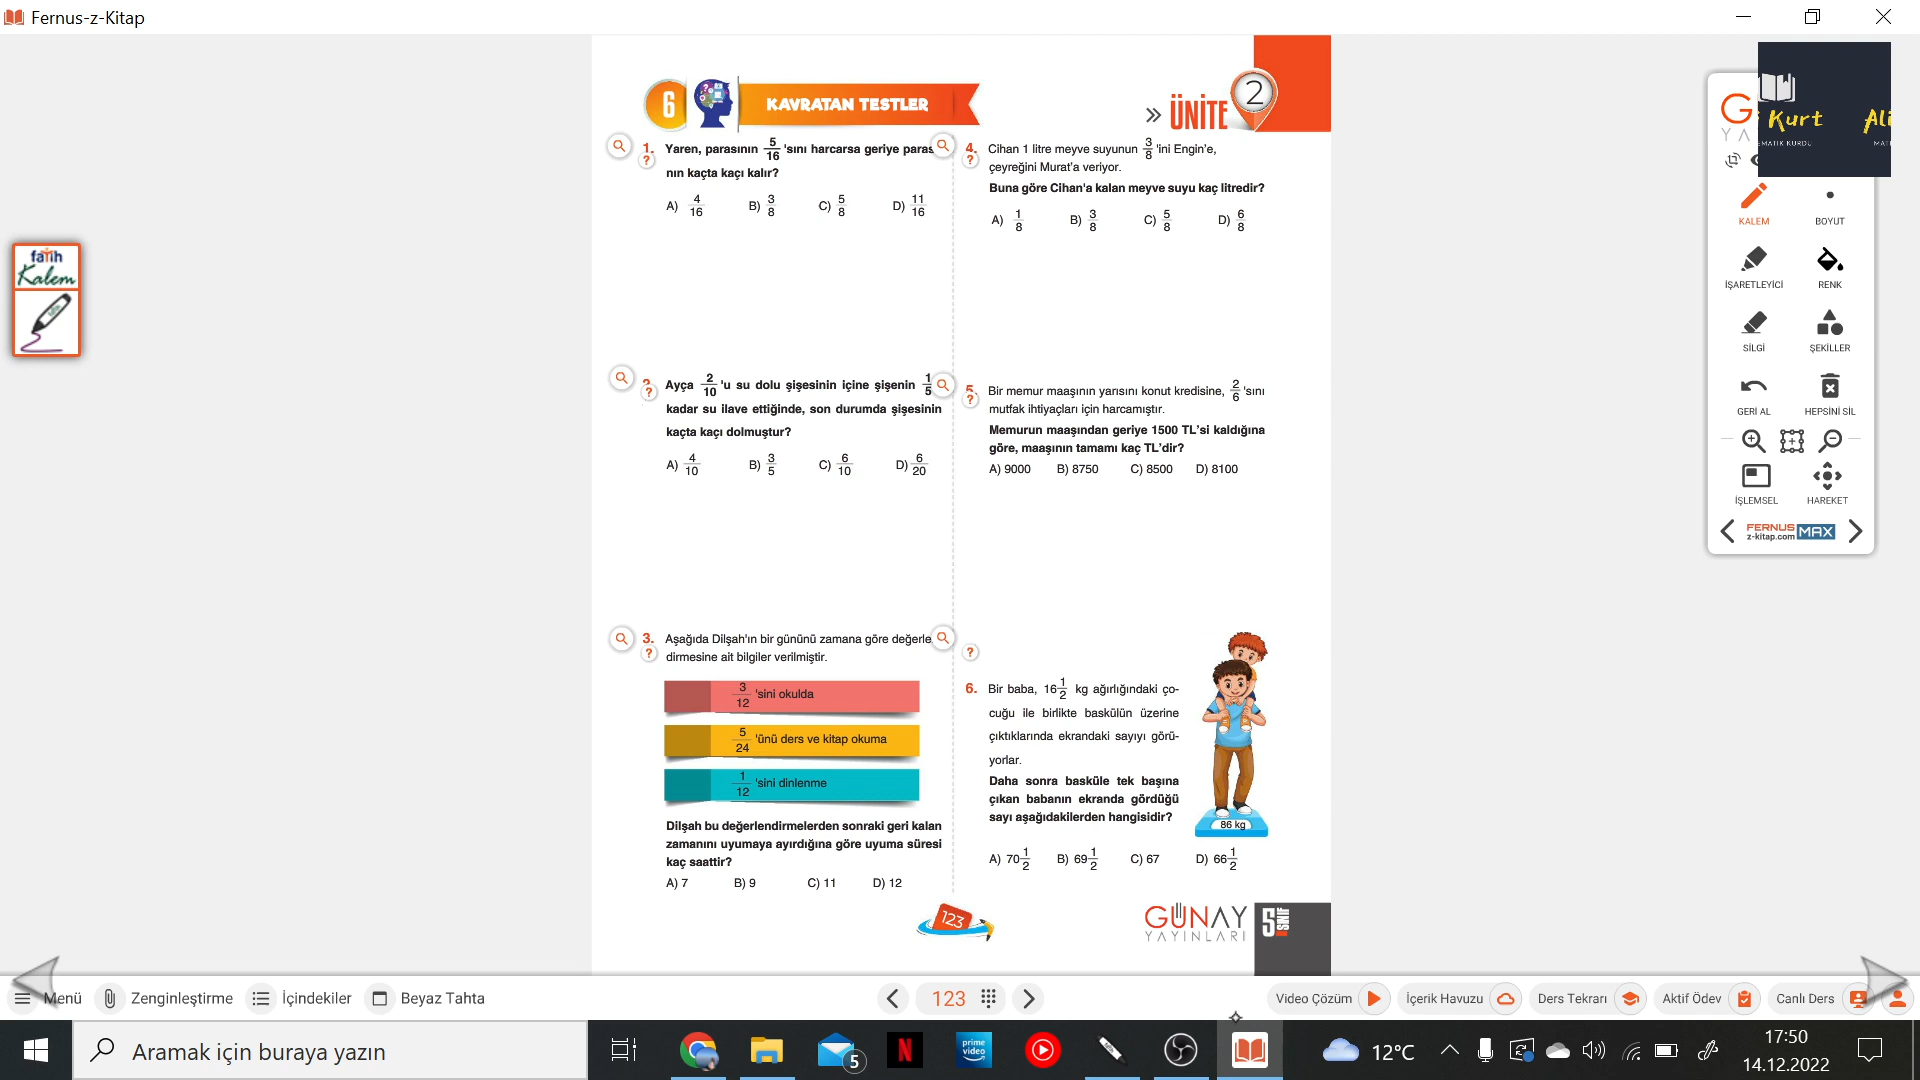 Fernus-z-Kitap
6
KAVRATAN TESTLER
ÜNİTE
2
1. Yaren, parasının 5/16 'sını harcarsa geriye paras
nın kaçta kaçı kalır?
A) 4/16 B) 3/8 C) 5/8 D) 11/16
Ayça 2/10 'u su dolu şişesinin içine şişenin 1/5
kadar su ilave ettiğinde, son durumda şişesinin
kaçta kaçı dolmuştur?
A) 4/10 B) 3/5 C) 6/10 D) 6/20
3. Aşağıda Dilşah'ın bir gününü zamana göre değerle
dirmesine ait bilgiler verilmiştir.
3/12 'sini okulda
5/24 'ünü ders ve kitap okuma
1/12 'sini dinlenme
Dilşah bu değerlendirmelerden sonraki geri kalan
zamanını uyumaya ayırdığına göre uyuma süresi
kaç saattir?
A) 7 B) 9 C) 11 D) 12
4. Cihan 1 litre meyve suyunun 3/8 'ini Engin'e,
çeyreğini Murat'a veriyor.
Buna göre Cihan'a kalan meyve suyu kaç litredir?
A) 1/8 B) 3/8 C) 5/8 D) 6/8
5. Bir memur maaşının yarısını konut kredisine, 2/6 'sını
mutfak ihtiyaçları için harcamıştır.
Memurun maaşından geriye 1500 TL'si kaldığına
göre, maaşının tamamı kaç TL'dir?
A) 9000 B) 8750 C) 8500 D) 8100
6. Bir baba, 16 1/2 kg ağırlığındaki ço-
cuğu ile birlikte baskülün üzerine
çıktıklarında ekrandaki sayıyı görü-
yorlar.
Daha sonra basküle tek başına
çıkan babanın ekranda gördüğü
sayı aşağıdakilerden hangisidir?
86 kg
A) 70 1/2 B) 69 1/2 C) 67 D) 66 1/2
123
GÜNAY
YAYINLARI
5. SINIF
fatih
Kalem
Kurt
Ali
EMATİK KURDU
MAT
G
YA
KALEM BOYUT
İŞARETLEYİCİ RENK
SİLGİ ŞEKİLLER
GERİ AL HEPSİNİ SİL
İŞLEMSEL HAREKET
FERNUS MAX
z-kitap.com
Menü Zenginleştirme İçindekiler Beyaz Tahta
123
Video Çözüm İçerik Havuzu Ders Tekrarı Aktif Ödev Canlı Ders
Aramak için buraya yazın
5
N
prime
video
12°C
17:50
14.12.2022